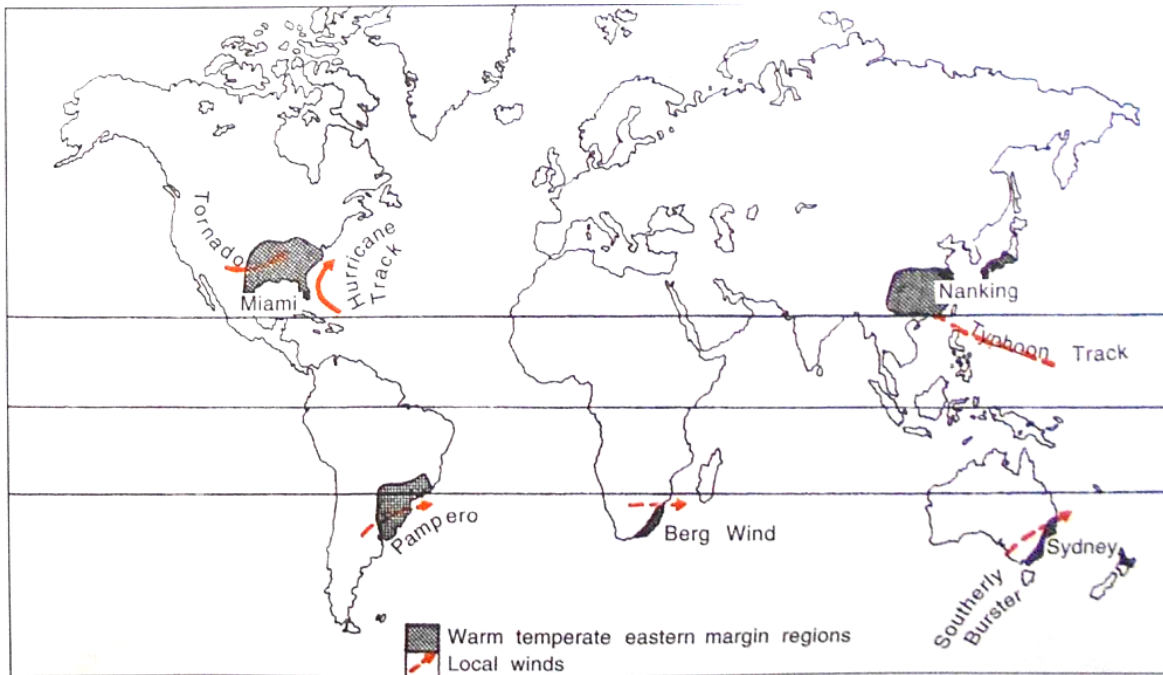 Tornado
Hurricane
Track
Miami
Nanking
Typhoon Track
Pampero
Berg Wind
Sydney
Southerly
Burster
Warm temperate eastern margin regions
Local winds